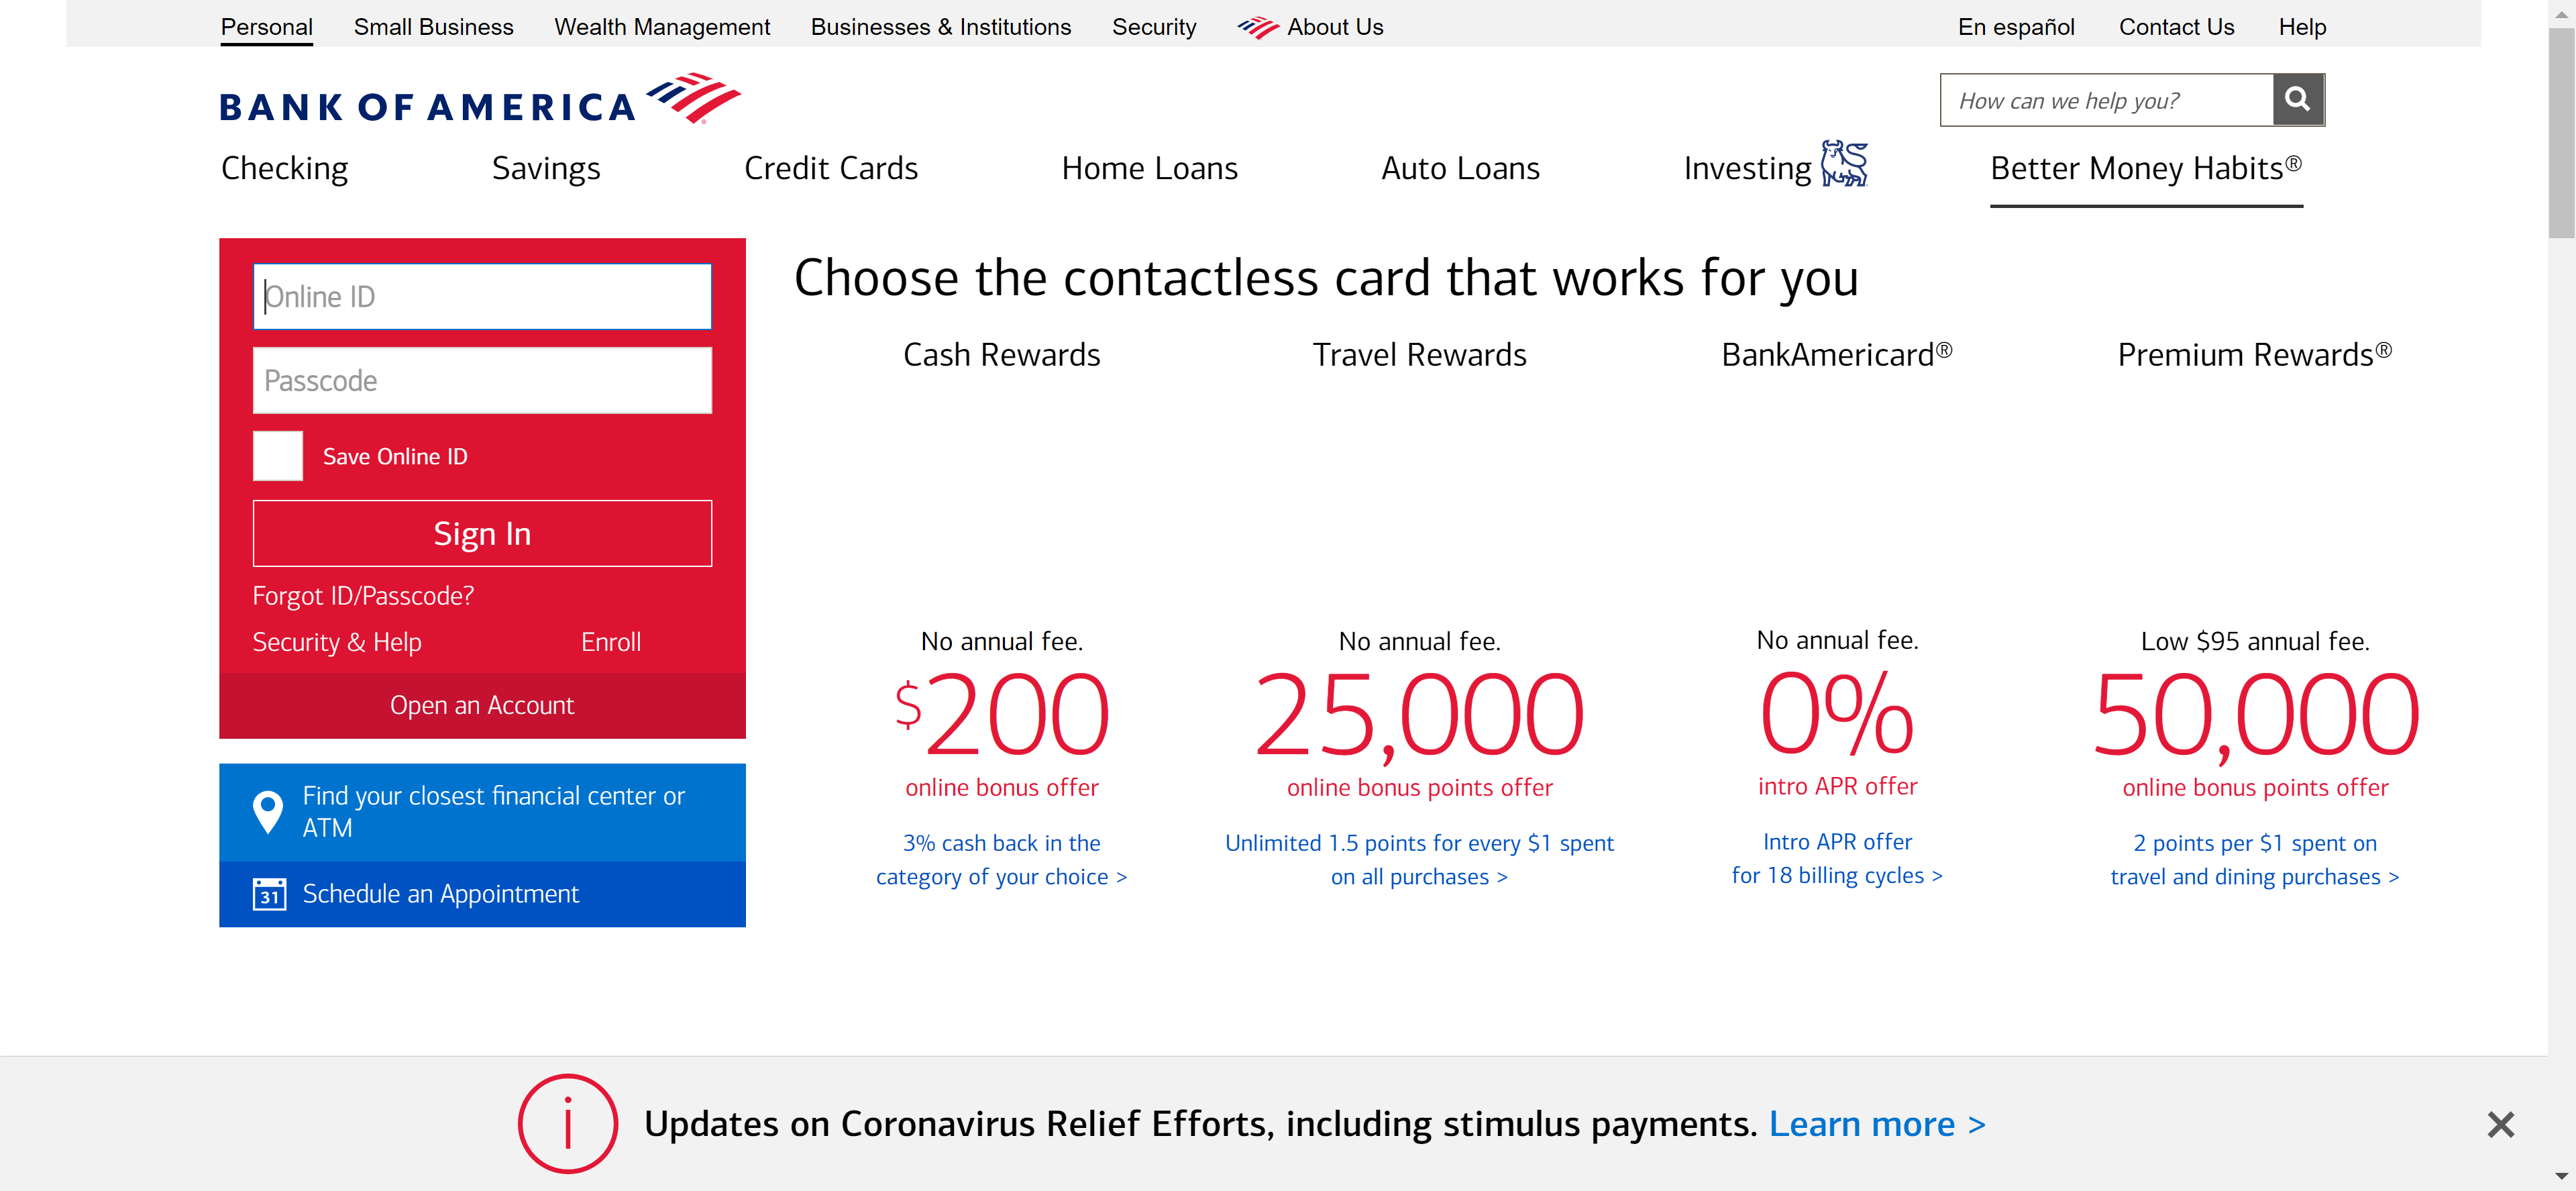 Personal Small Business Wealth Management Businesses & Institutions Security About Us En español Contact Us Help
BANK OF AMERICA
How can we help you?
Checking Savings Credit Cards Home Loans Auto Loans Investing Better Money Habits®
Online ID
Passcode
Save Online ID
Sign In
Forgot ID/Passcode?
Security & Help Enroll
Open an Account
Find your closest financial center or
ATM
31 Schedule an Appointment
Choose the contactless card that works for you
Cash Rewards
No annual fee.
$200
online bonus offer
3% cash back in the
category of your choice >
Travel Rewards
No annual fee.
25,000
online bonus points offer
Unlimited 1.5 points for every $1 spent
on all purchases >
BankAmericard®
No annual fee.
0%
intro APR offer
Intro APR offer
for 18 billing cycles >
Premium Rewards®
Low $95 annual fee.
50,000
online bonus points offer
2 points per $1 spent on
travel and dining purchases >
i Updates on Coronavirus Relief Efforts, including stimulus payments. Learn more >